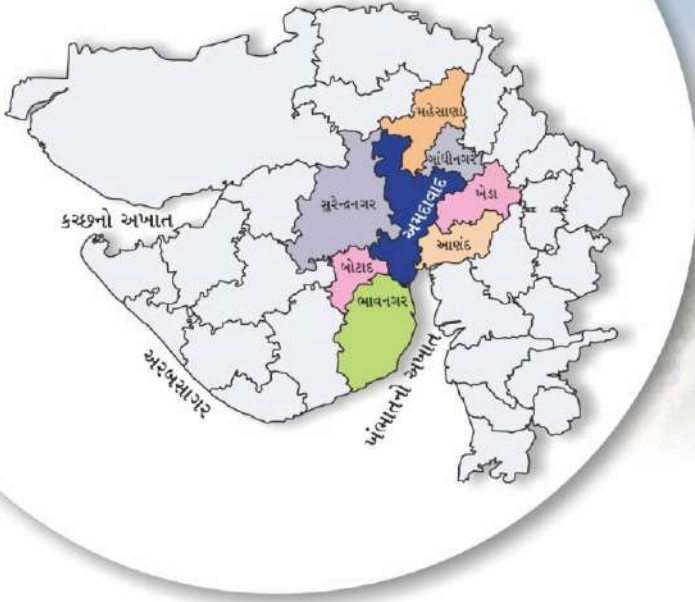 મહેસાણા
ગાંધીનગર
સુરેન્દ્રનગર
અમદાવાદ
ખેડા
કચ્છનો અખાત
આણંદ
બોટાદ
ભાવનગર
અરબસાગર
ખંભાતનો અખાત